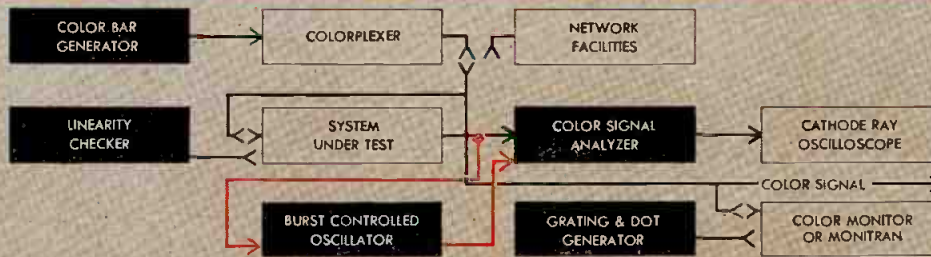 COLOR BAR
GENERATOR
COLORPLEXER
NETWORK
FACILITIES
LINEARITY
CHECKER
SYSTEM
UNDER TEST
COLOR SIGNAL
ANALYZER
CATHODE RAY
OSCILLOSCOPE
COLOR SIGNAL
BURST CONTROLLED
OSCILLATOR
GRATING & DOT
GENERATOR
COLOR MONITOR
OR MONITRAN